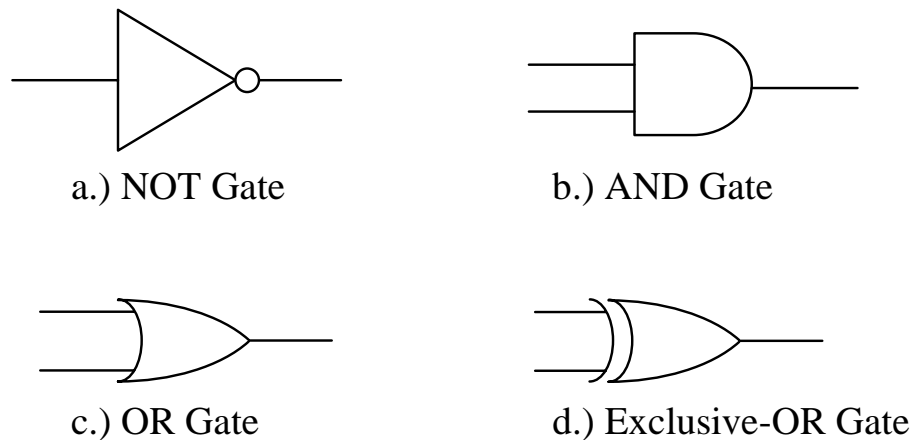 a.) NOT Gate
b.) AND Gate
c.) OR Gate
d.) Exclusive-OR Gate